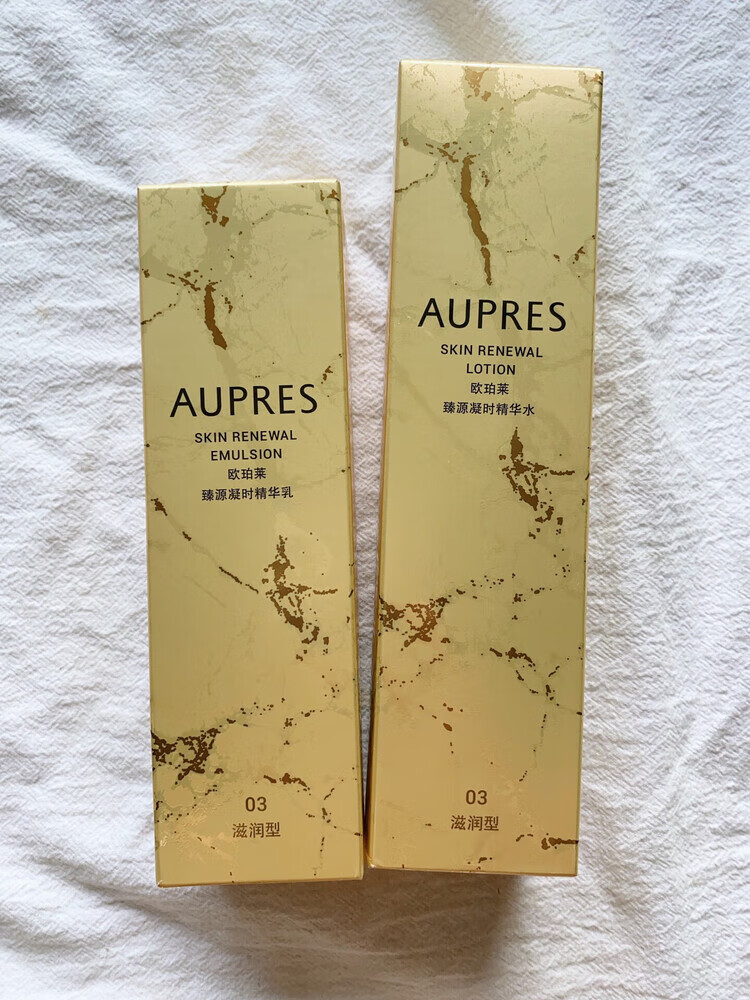 AUPRES
SKIN RENEWAL
EMULSION
欧珀莱
臻源凝时精华乳
03
滋润型
AUPRES
SKIN RENEWAL
LOTION
欧珀莱
臻源凝时精华水
03
滋润型